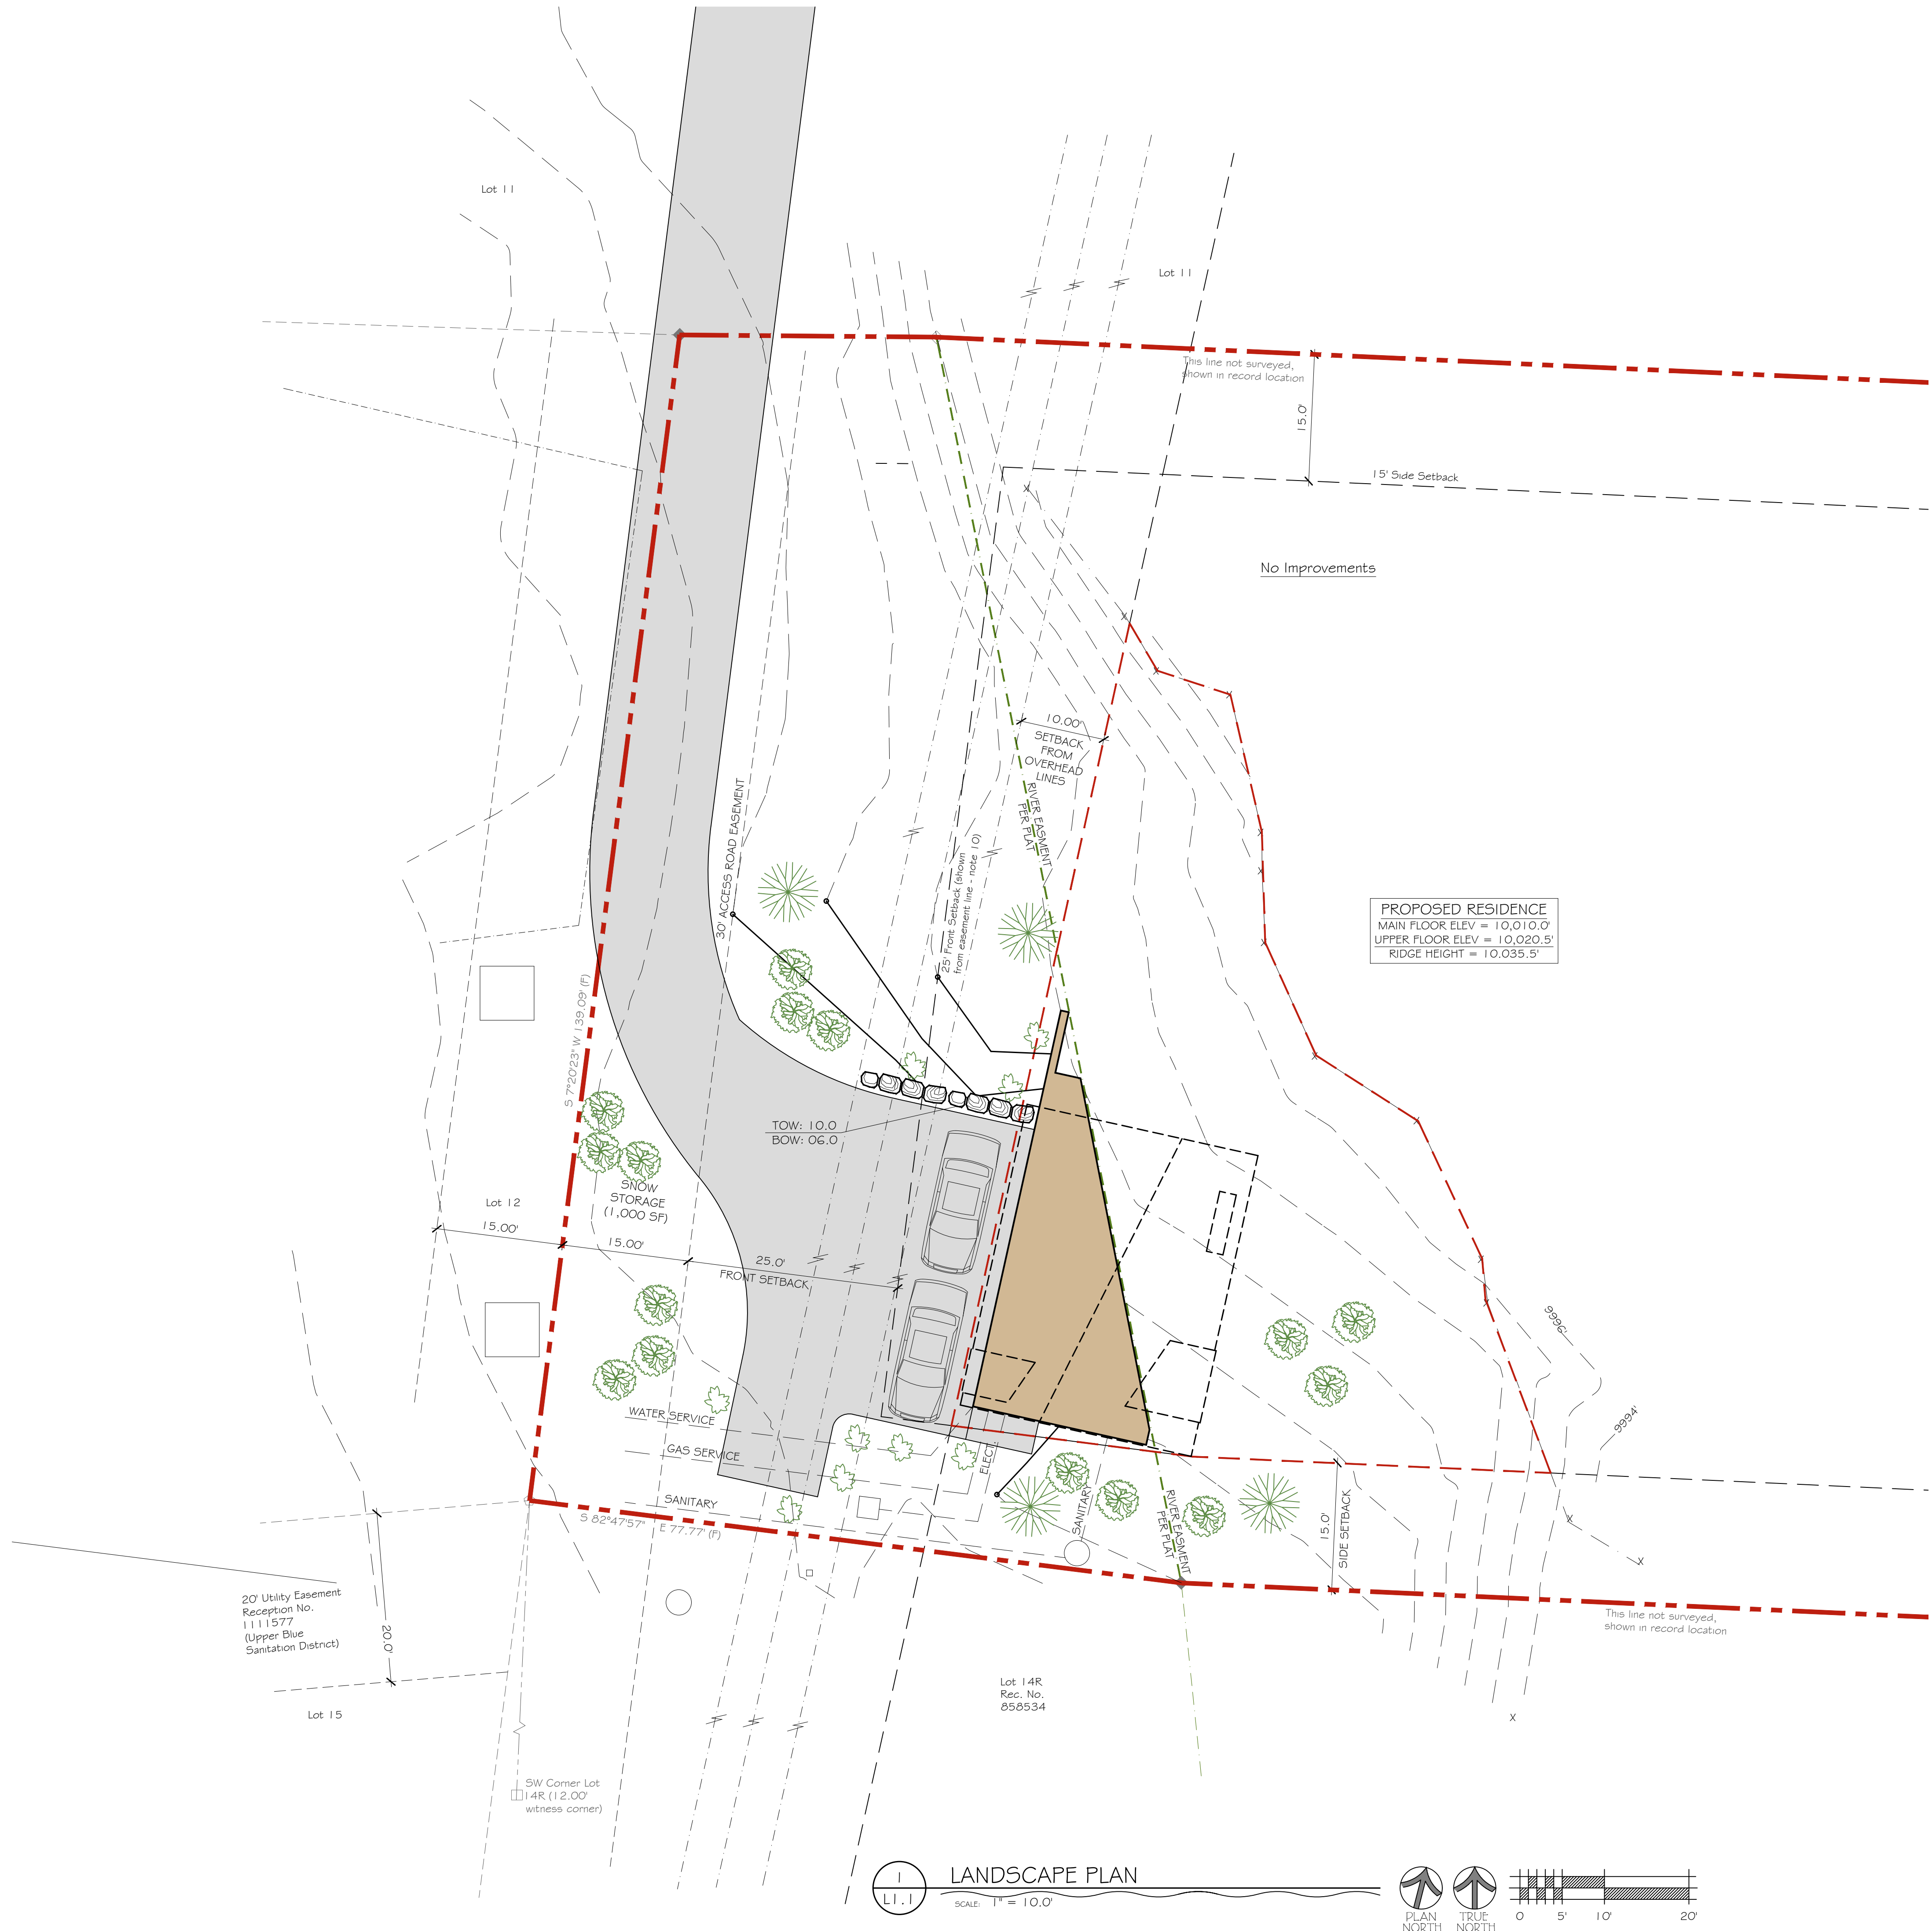 Lot 11
Lot 11
This line not surveyed,
shown in record location
15.0'
15' Side Setback
No Improvements
10.00'
SETBACK
FROM
OVERHEAD
LINES
RIVER EASMENT
PER PLAT
30' ACCESS ROAD EASEMENT
25' Front Setback (shown
from easement line - note 10)
PROPOSED RESIDENCE
MAIN FLOOR ELEV = 10,010.0'
UPPER FLOOR ELEV = 10,020.5'
RIDGE HEIGHT = 10.035.5'
S 7°20'23" W 139.09' (F)
TOW: 10.0
BOW: 06.0
SNOW
STORAGE
(1,000 SF)
Lot 12
15.00'
15.00'
25.0'
FRONT SETBACK
9996'
9994'
WATER SERVICE
GAS SERVICE
ELECT.
SANITARY
SANITARY
S 82°47'57" E 77.77' (F)
RIVER EASMENT
PER PLAT
15.0'
SIDE SETBACK
This line not surveyed,
shown in record location
20' Utility Easement
Reception No.
1111577
(Upper Blue
Sanitation District)
20.0'
Lot 15
Lot 14R
Rec. No.
858534
SW Corner Lot
14R (12.00'
witness corner)
1
L1.1
LANDSCAPE PLAN
SCALE: 1" = 10.0'
PLAN
NORTH
TRUE
NORTH
0 5' 10' 20'